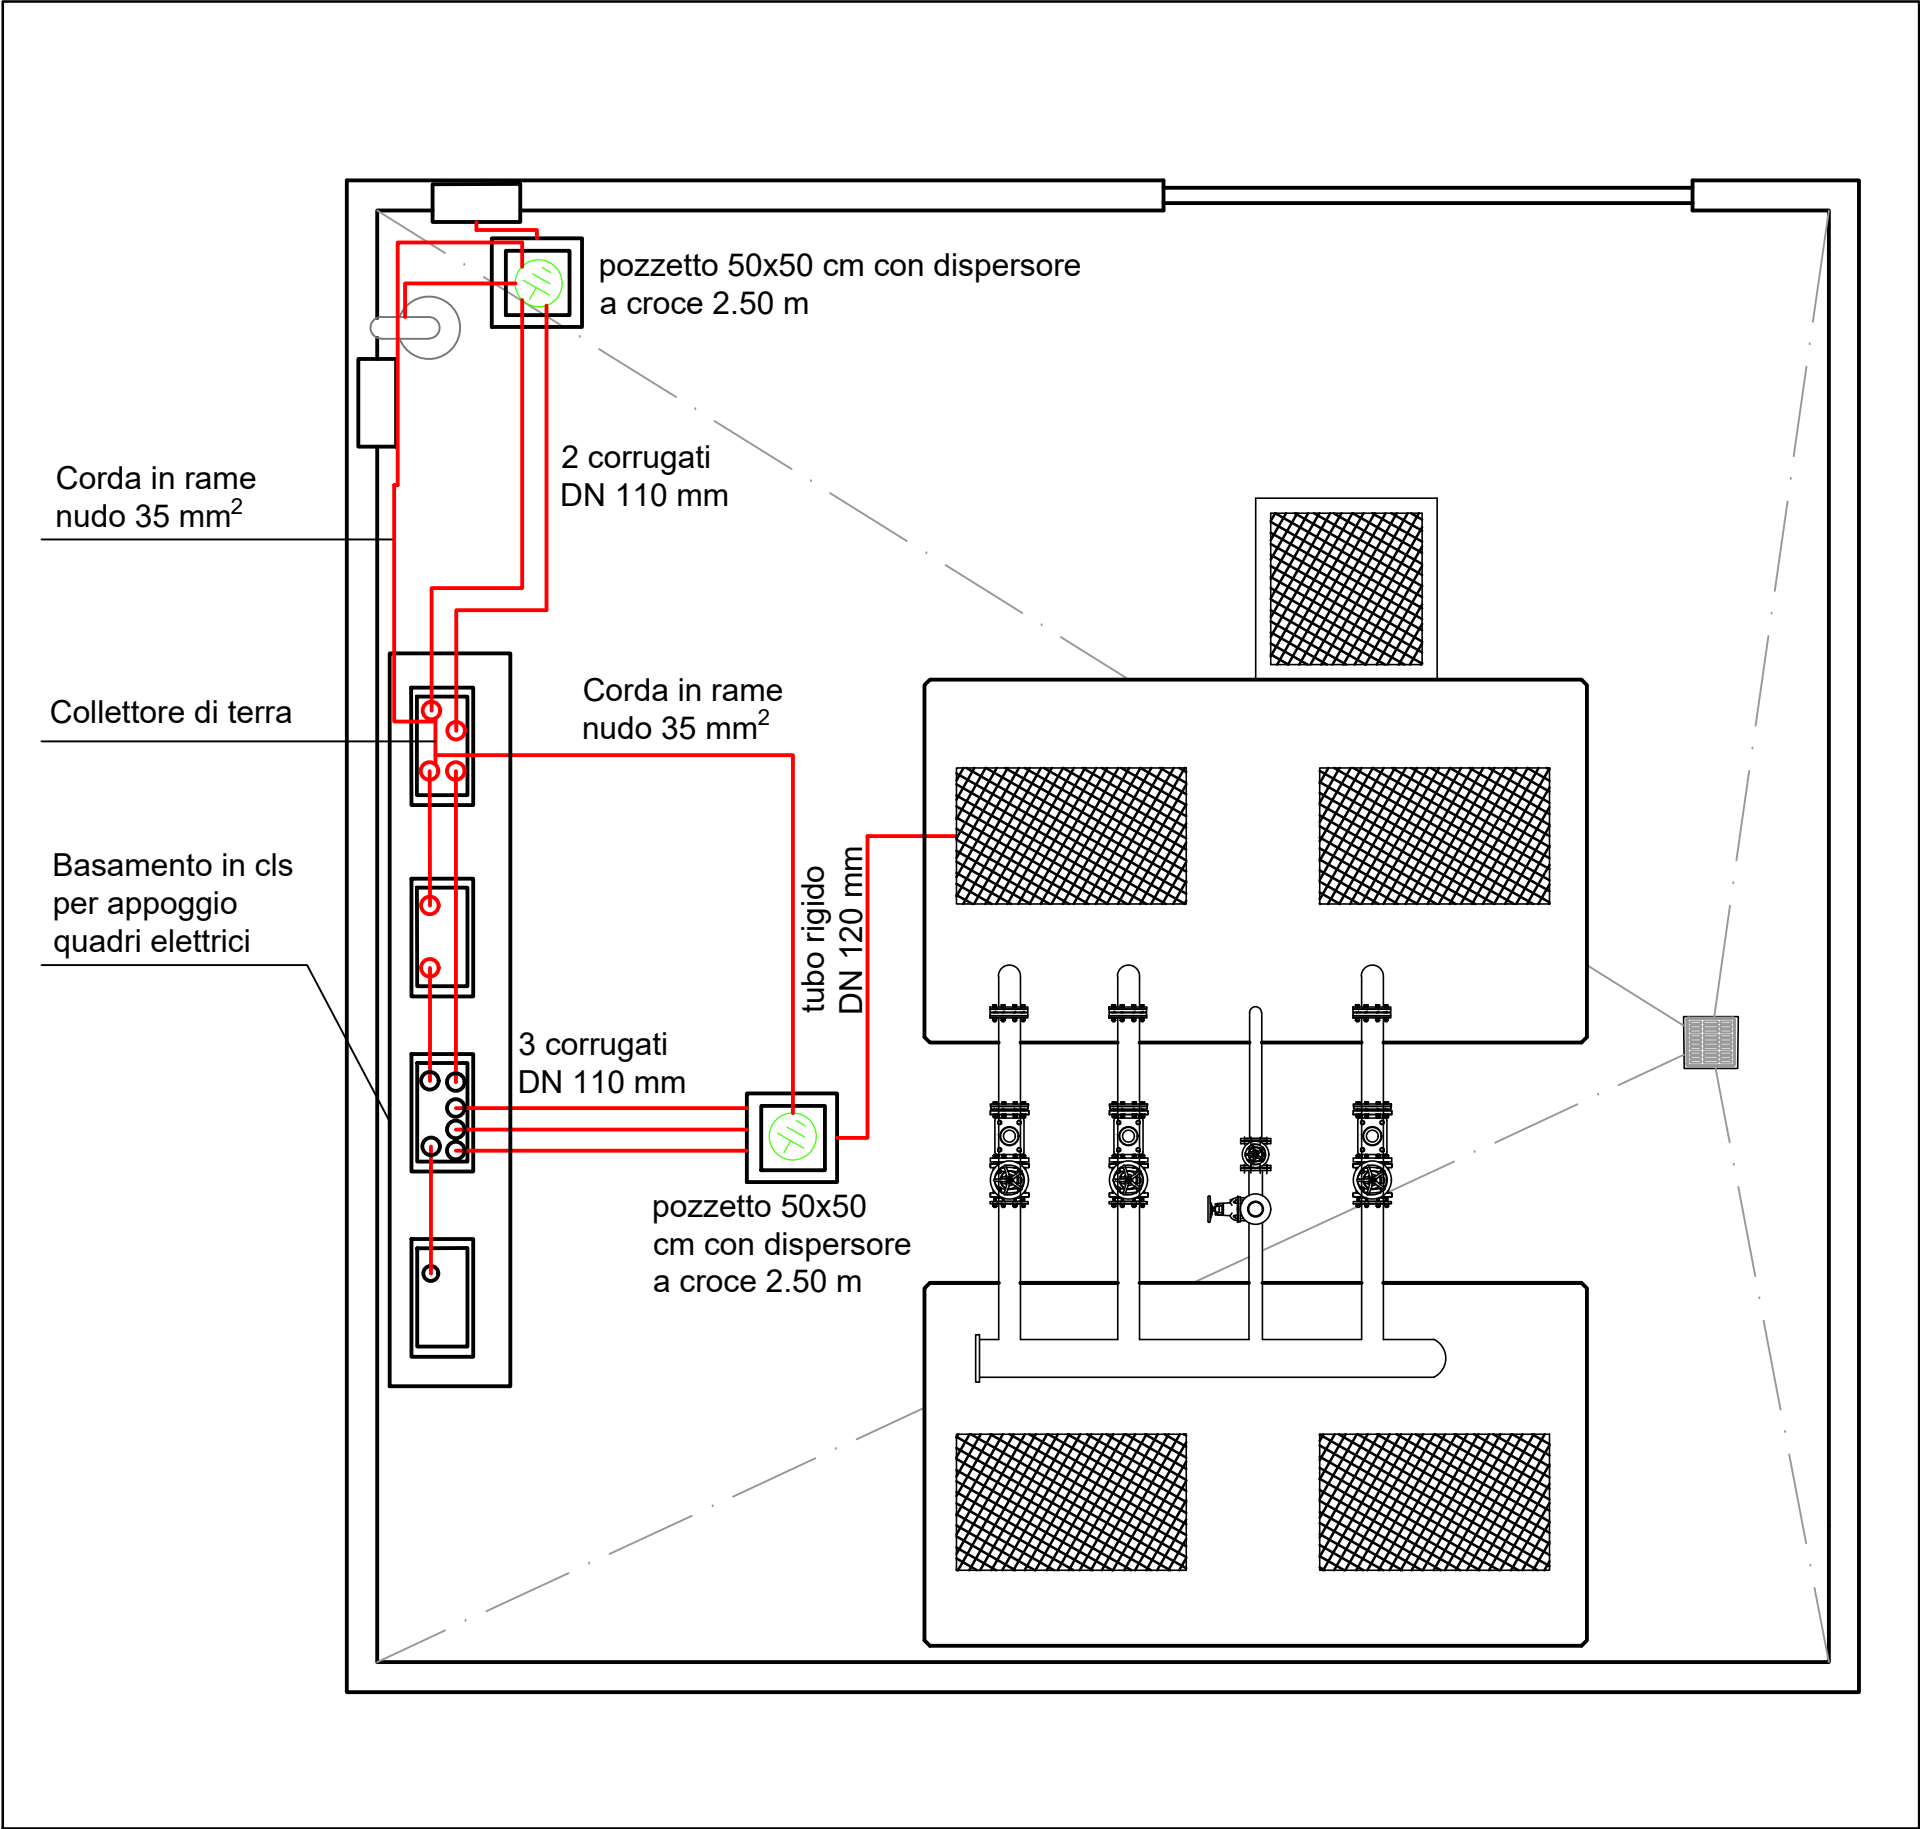 pozzetto 50x50 cm con dispersore
a croce 2.50 m
2 corrugati
DN 110 mm
Corda in rame
nudo 35 mm²
Collettore di terra
Corda in rame
nudo 35 mm²
Basamento in cls
per appoggio
quadri elettrici
tubo rigido
DN 120 mm
3 corrugati
DN 110 mm
pozzetto 50x50
cm con dispersore
a croce 2.50 m